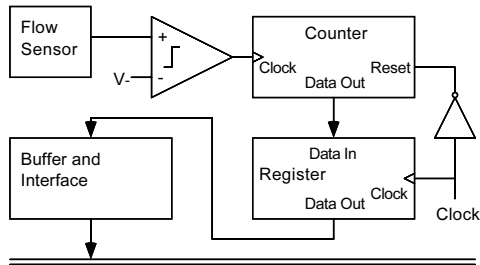 Flow
Sensor
+
V-
-
Counter
Clock
Reset
Data Out
Buffer and
Interface
Data In
Register
Clock
Data Out
Clock